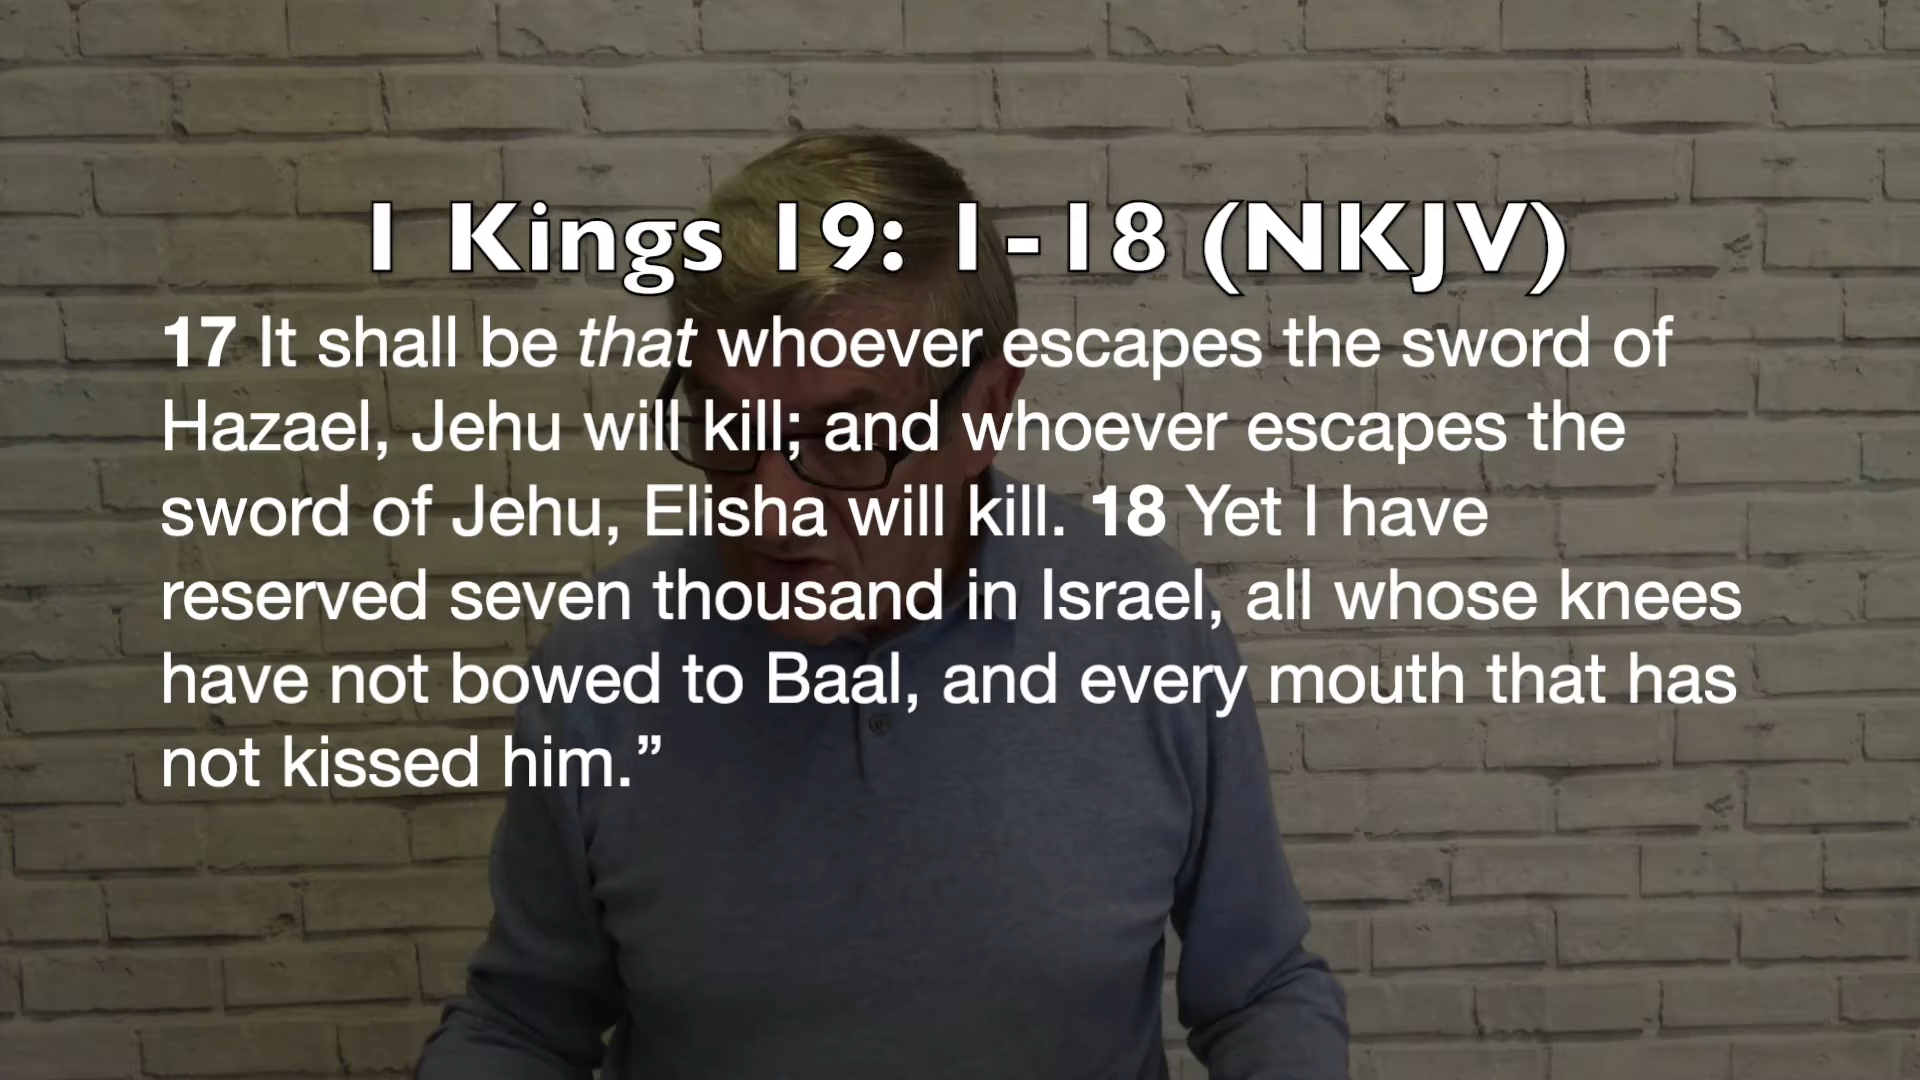 1 Kings 19: 1-18 (NKJV)
17 It shall be that whoever escapes the sword of
Hazael, Jehu will kill; and whoever escapes the
sword of Jehu, Elisha will kill. 18 Yet I have
reserved seven thousand in Israel, all whose knees
have not bowed to Baal, and every mouth that has
not kissed him.”